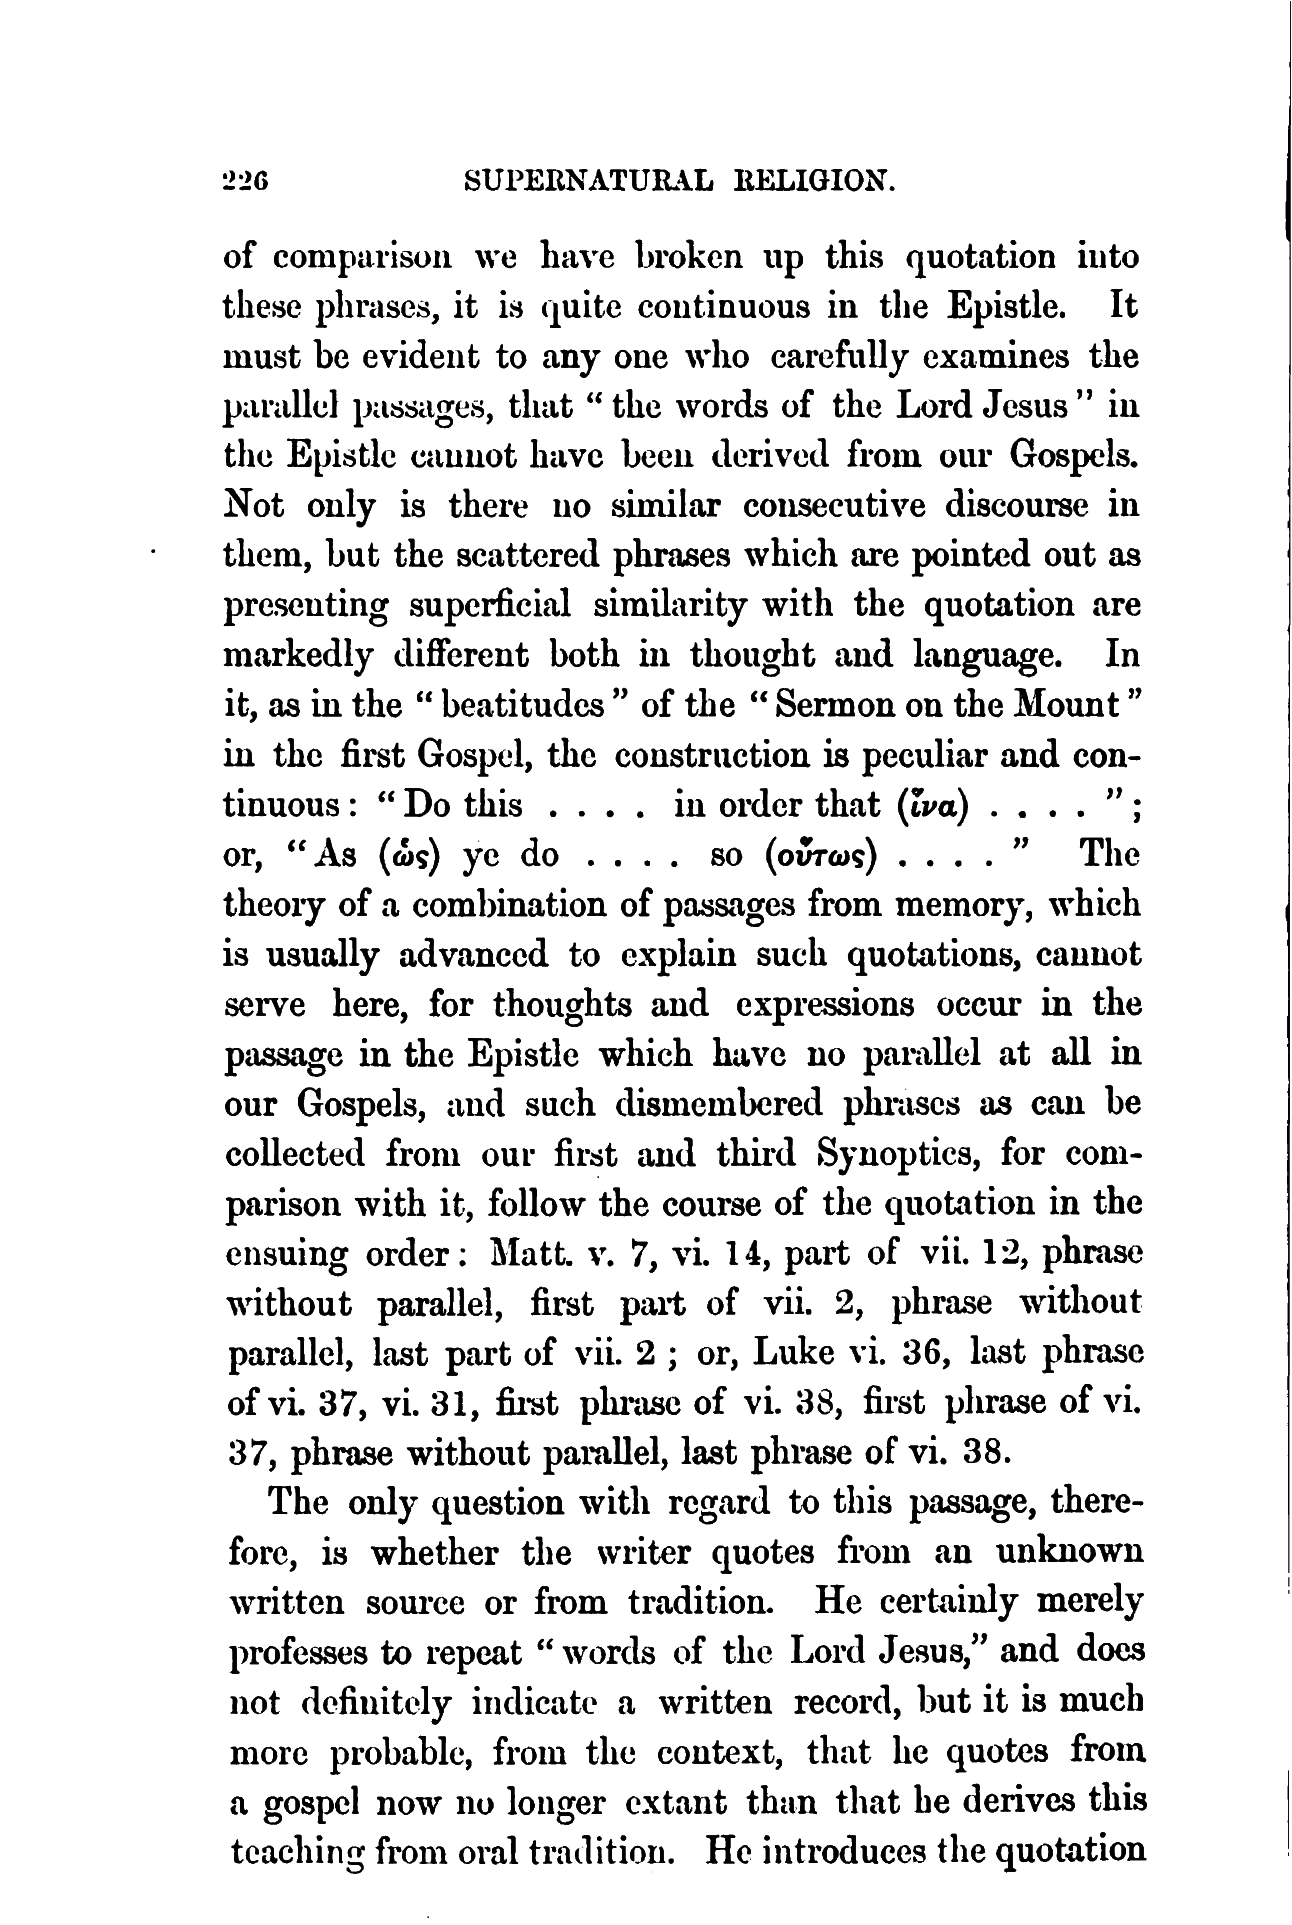 226 SUPERNATURAL RELIGION.
of comparison we have broken up this quotation into
these phrases, it is quite continuous in the Epistle. It
must be evident to any one who carefully examines the
parallel passages, that “ the words of the Lord Jesus ” in
the Epistle cannot have been derived from our Gospels.
Not only is there no similar consecutive discourse in
them, but the scattered phrases which are pointed out as
presenting superficial similarity with the quotation are
markedly different both in thought and language. In
it, as in the “ beatitudes ” of the “ Sermon on the Mount ”
in the first Gospel, the construction is peculiar and con-
tinuous : “ Do this . . . . in order that (ἵνα) . . . . ” ;
or, “ As (ὡς) ye do . . . . so (οὕτως) . . . . ” The
theory of a combination of passages from memory, which
is usually advanced to explain such quotations, cannot
serve here, for thoughts and expressions occur in the
passage in the Epistle which have no parallel at all in
our Gospels, and such dismembered phrases as can be
collected from our first and third Synoptics, for com-
parison with it, follow the course of the quotation in the
ensuing order : Matt. v. 7, vi. 14, part of vii. 12, phrase
without parallel, first part of vii. 2, phrase without
parallel, last part of vii. 2 ; or, Luke vi. 36, last phrase
of vi. 37, vi. 31, first phrase of vi. 38, first phrase of vi.
37, phrase without parallel, last phrase of vi. 38.
The only question with regard to this passage, there-
fore, is whether the writer quotes from an unknown
written source or from tradition. He certainly merely
professes to repeat “ words of the Lord Jesus,” and does
not definitely indicate a written record, but it is much
more probable, from the context, that he quotes from
a gospel now no longer extant than that he derives this
teaching from oral tradition. He introduces the quotation